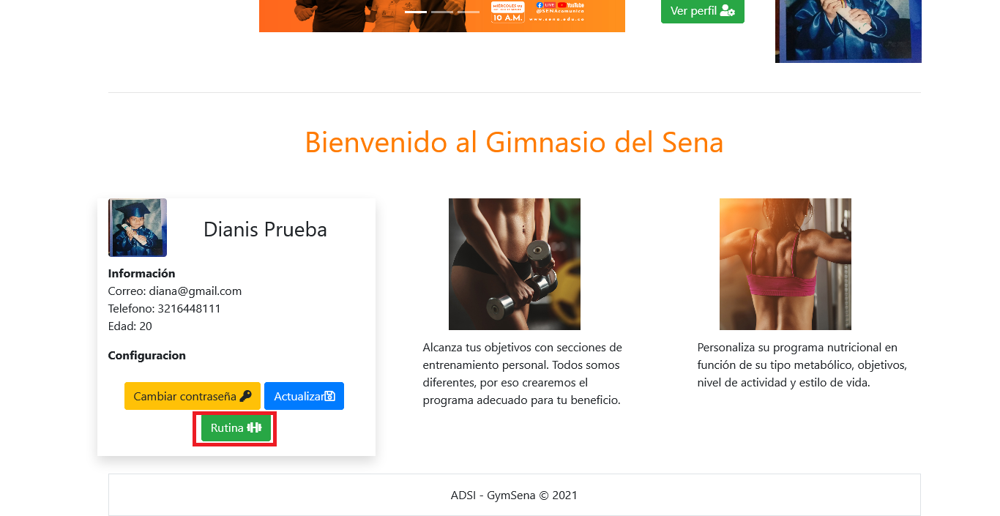 MIÉRCOLES 03
10 A.M.
LIVE YouTube
@SENAcomunica
www.sena.edu.co
Ver perfil
Bienvenido al Gimnasio del Sena
Dianis Prueba
Información
Correo: diana@gmail.com
Telefono: 3216448111
Edad: 20
Configuracion
Cambiar contraseña
Actualizar
Rutina
Alcanza tus objetivos con secciones de
entrenamiento personal. Todos somos
diferentes, por eso crearemos el
programa adecuado para tu beneficio.
Personaliza su programa nutricional en
función de su tipo metabólico, objetivos,
nivel de actividad y estilo de vida.
ADSI - GymSena © 2021